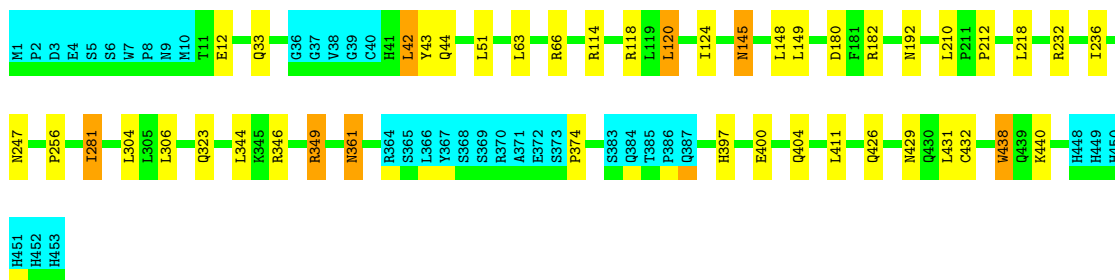 M1 P2 D3 E4 S5 S6 W7 P8 N9 M10 T11 E12 Q33 G36 G37 V38 G39 C40 H41 L42 Y43 Q44 L51 L63 R66 R114 R118 L119 L120 I124 N145 L148 L149 D180 F181 R182 N192 L210 P211 P212 L218 R232 I236
N247 P256 I281 L304 L305 L306 Q323 L344 K345 R346 R349 N361 R364 S365 L366 Y367 S368 S369 R370 A371 E372 S373 P374 S383 Q384 T385 P386 Q387 H397 E400 Q404 L411 Q426 N429 Q430 L431 C432 W438 Q439 K440 H448 H449 H450
H451 H452 H453